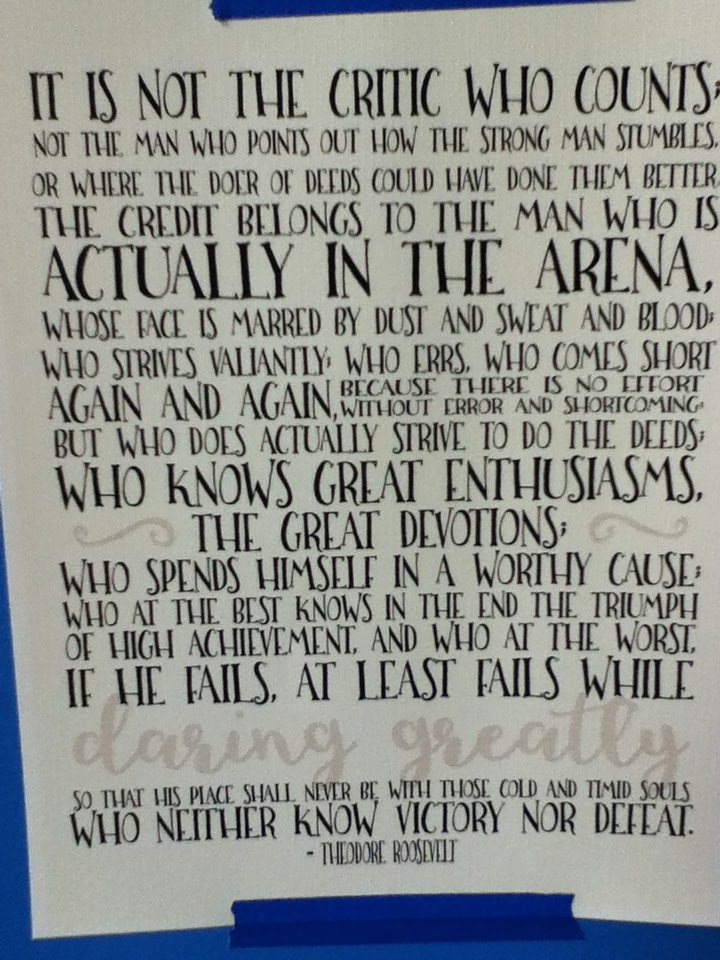 IT IS NOT THE CRITIC WHO COUNTS;
NOT THE MAN WHO POINTS OUT HOW THE STRONG MAN STUMBLES,
OR WHERE THE DOER OF DEEDS COULD HAVE DONE THEM BETTER.
THE CREDIT BELONGS TO THE MAN WHO IS
ACTUALLY IN THE ARENA,
WHOSE FACE IS MARRED BY DUST AND SWEAT AND BLOOD;
WHO STRIVES VALIANTLY; WHO ERRS, WHO COMES SHORT
AGAIN AND AGAIN, BECAUSE THERE IS NO EFFORT
WITHOUT ERROR AND SHORTCOMING;
BUT WHO DOES ACTUALLY STRIVE TO DO THE DEEDS;
WHO KNOWS GREAT ENTHUSIASMS,
THE GREAT DEVOTIONS;
WHO SPENDS HIMSELF IN A WORTHY CAUSE;
WHO AT THE BEST KNOWS IN THE END THE TRIUMPH
OF HIGH ACHIEVEMENT, AND WHO AT THE WORST,
IF HE FAILS, AT LEAST FAILS WHILE
daring greatly
SO THAT HIS PLACE SHALL NEVER BE WITH THOSE COLD AND TIMID SOULS
WHO NEITHER KNOW VICTORY NOR DEFEAT.
- THEODORE ROOSEVELT